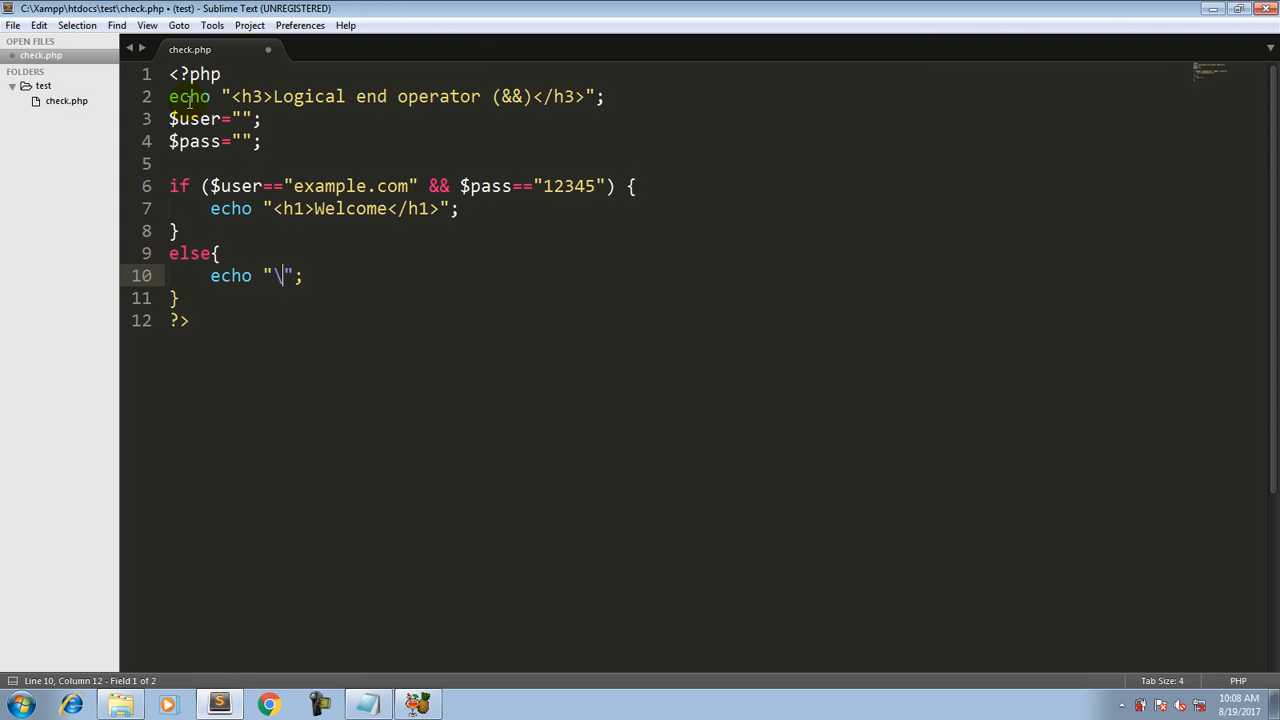 C:\Xampp\htdocs\test\check.php • (test) - Sublime Text (UNREGISTERED)
File Edit Selection Find View Goto Tools Project Preferences Help
OPEN FILES
check.php
FOLDERS
test
check.php
check.php
1 <?php
2 echo "<h3>Logical end operator (&&)</h3>";
3 $user="";
4 $pass="";
5
6 if ($user=="example.com" && $pass=="12345") {
7 echo "<h1>Welcome</h1>";
8 }
9 else{
10 echo "\";
11 }
12 ?>
Line 10, Column 12 - Field 1 of 2 Tab Size: 4 PHP
10:08 AM
8/19/2017